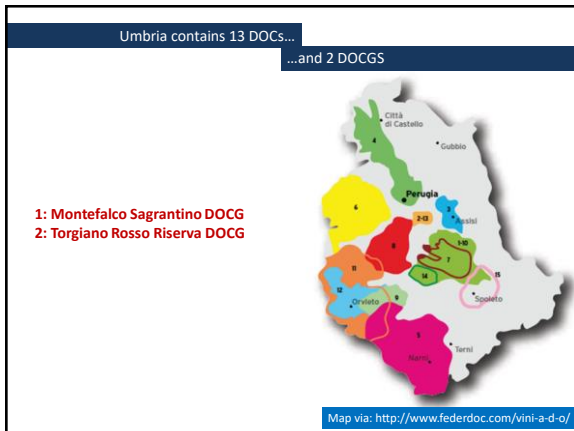 Umbria contains 13 DOCs...
...and 2 DOCGS
1: Montefalco Sagrantino DOCG
2: Torgiano Rosso Riserva DOCG
Città
di Castello
4
Gubbio
Perugia
6
3
Assisi
2-13
8
1-10
7
11
14
15
12
9
Spoleto
Orvieto
5
Terni
Narni
Map via: http://www.federdoc.com/vini-a-d-o/